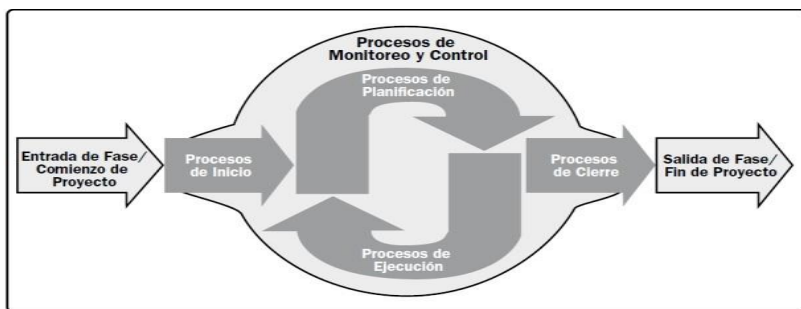 Procesos de
Monitoreo y Control
Procesos de
Planificación
Entrada de Fase/
Comienzo de
Proyecto
Procesos
de Inicio
Procesos
de Cierre
Salida de Fase/
Fin de Proyecto
Procesos de
Ejecución